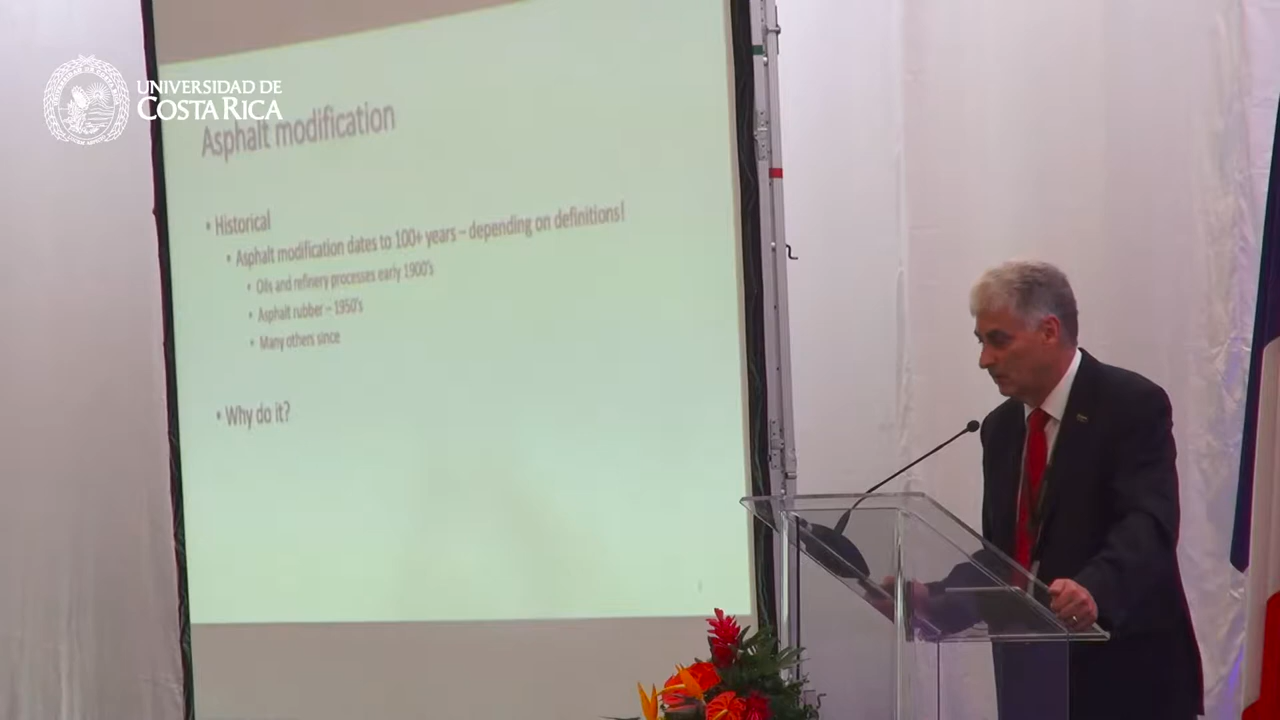 UNIVERSIDAD DE
COSTA RICA
Asphalt modification
• Historical
• Asphalt modification dates to 100+ years – depending on definitions!
• Oils and refinery processes early 1900's
• Asphalt rubber – 1950's
• Many others since
• Why do it?